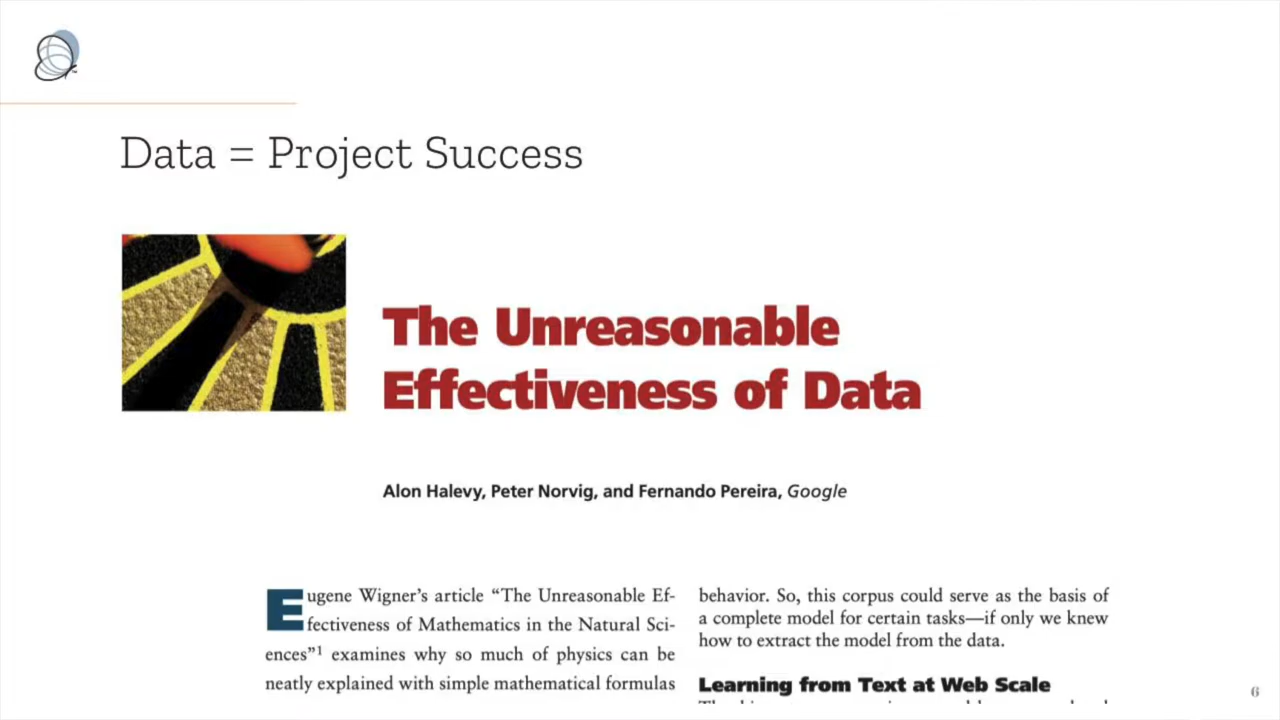 Data = Project Success
The Unreasonable
Effectiveness of Data
Alon Halevy, Peter Norvig, and Fernando Pereira, Google
Eugene Wigner's article “The Unreasonable Ef-
fectiveness of Mathematics in the Natural Sci-
ences”1 examines why so much of physics can be
neatly explained with simple mathematical formulas
behavior. So, this corpus could serve as the basis of
a complete model for certain tasks—if only we knew
how to extract the model from the data.
Learning from Text at Web Scale
6